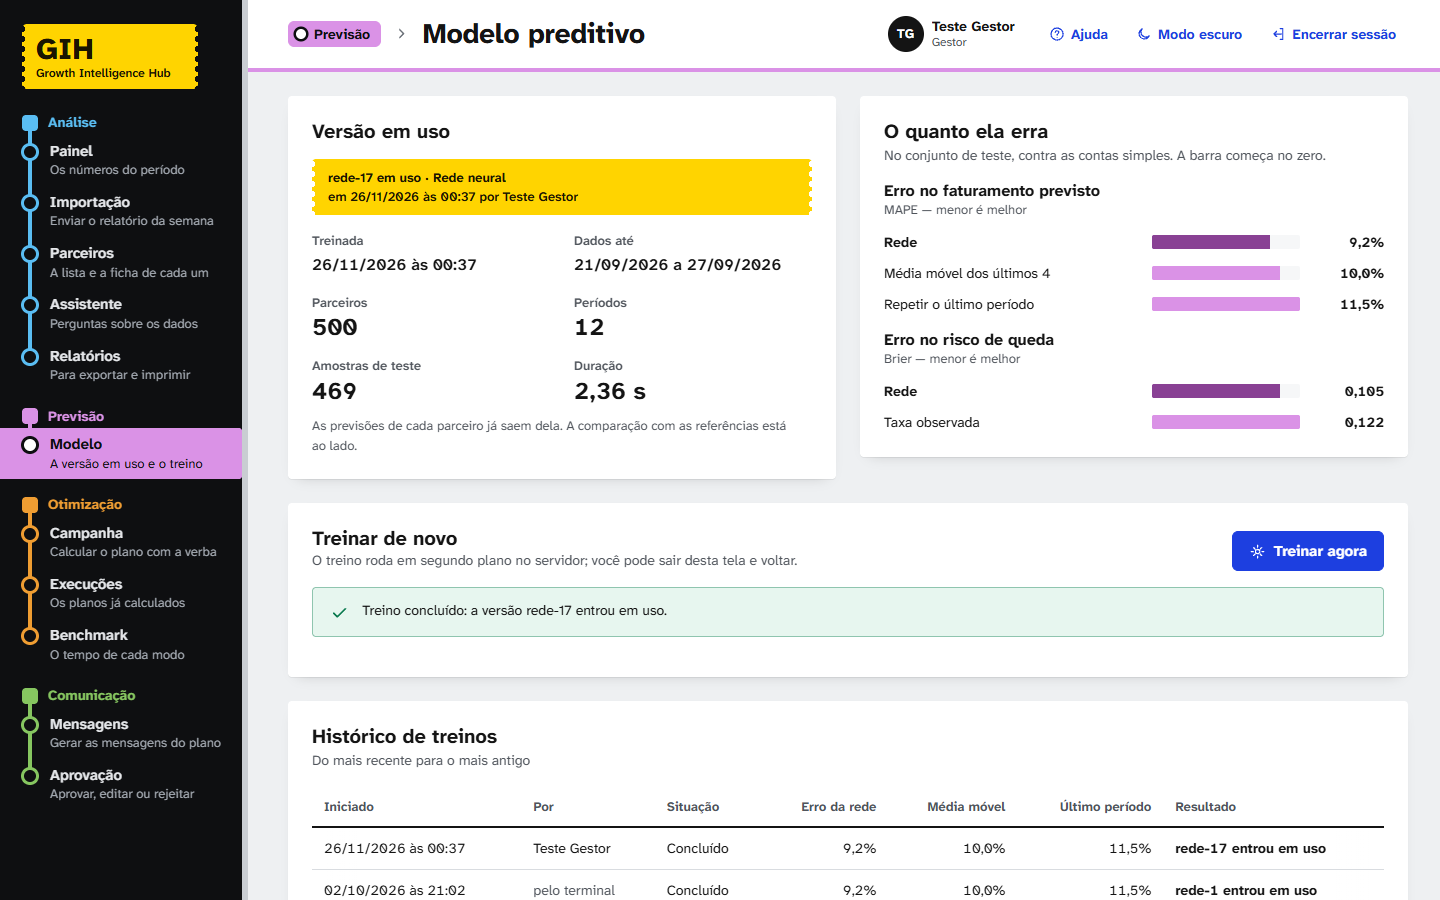 GIH
Growth Intelligence Hub
Análise
Painel
Os números do período
Importação
Enviar o relatório da semana
Parceiros
A lista e a ficha de cada um
Assistente
Perguntas sobre os dados
Relatórios
Para exportar e imprimir
Previsão
Modelo
A versão em uso e o treino
Otimização
Campanha
Calcular o plano com a verba
Execuções
Os planos já calculados
Benchmark
O tempo de cada modo
Comunicação
Mensagens
Gerar as mensagens do plano
Aprovação
Aprovar, editar ou rejeitar
Previsão
Modelo preditivo
TG
Teste Gestor
Gestor
Ajuda
Modo escuro
Encerrar sessão
Versão em uso
rede-17 em uso · Rede neural
em 26/11/2026 às 00:37 por Teste Gestor
Treinada
26/11/2026 às 00:37
Dados até
21/09/2026 a 27/09/2026
Parceiros
500
Períodos
12
Amostras de teste
469
Duração
2,36 s
As previsões de cada parceiro já saem dela. A comparação com as referências está
ao lado.
O quanto ela erra
No conjunto de teste, contra as contas simples. A barra começa no zero.
Erro no faturamento previsto
MAPE — menor é melhor
Rede 9,2%
Média móvel dos últimos 4 10,0%
Repetir o último período 11,5%
Erro no risco de queda
Brier — menor é melhor
Rede 0,105
Taxa observada 0,122
Treinar de novo
O treino roda em segundo plano no servidor; você pode sair desta tela e voltar.
Treinar agora
Treino concluído: a versão rede-17 entrou em uso.
Histórico de treinos
Do mais recente para o mais antigo
Iniciado Por Situação Erro da rede Média móvel Último período Resultado
26/11/2026 às 00:37 Teste Gestor Concluído 9,2% 10,0% 11,5% rede-17 entrou em uso
02/10/2026 às 21:02 pelo terminal Concluído 9,2% 10,0% 11,5% rede-1 entrou em uso